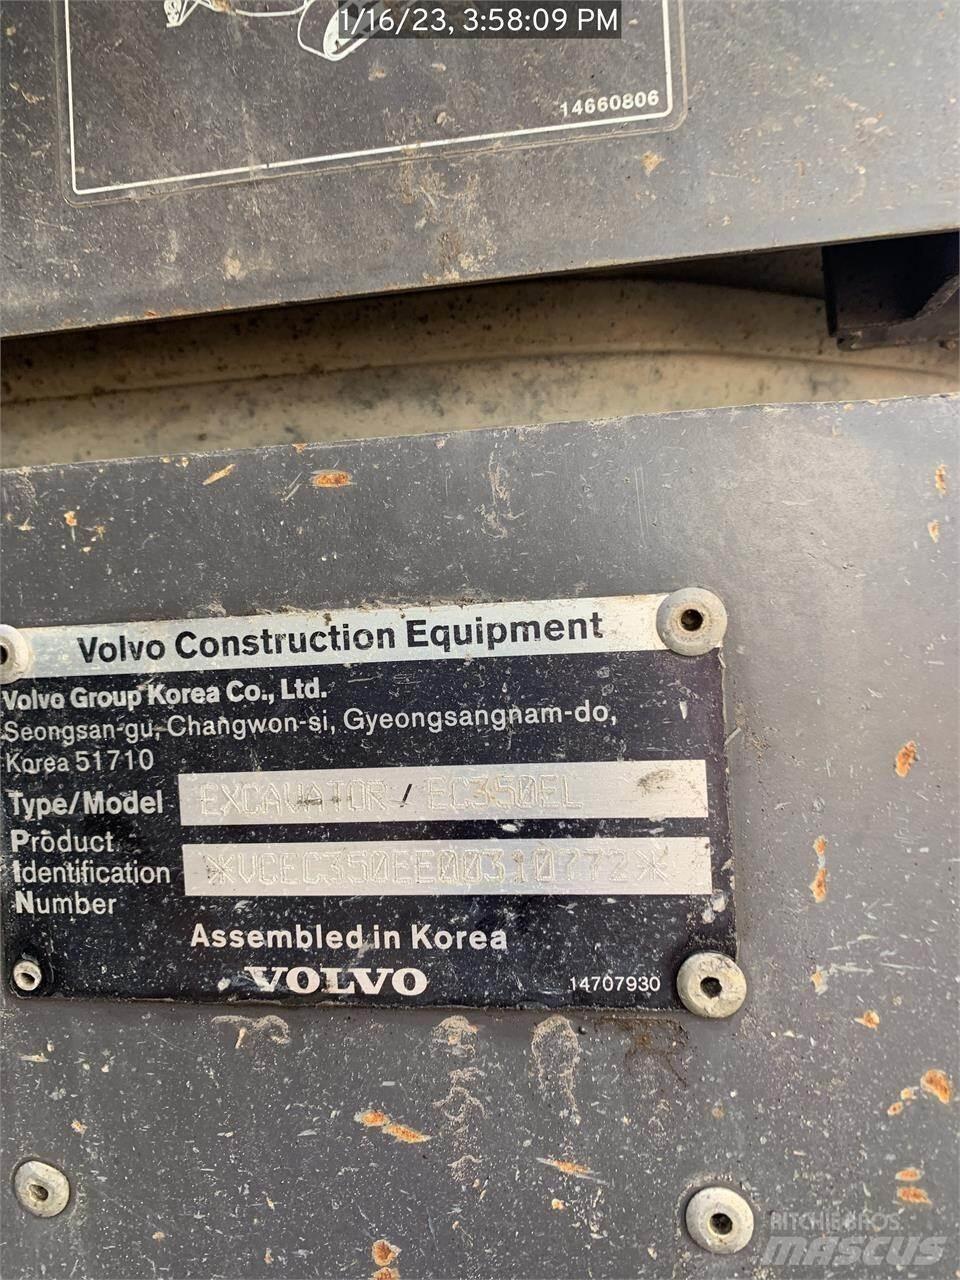 1/16/23, 3:58:09 PM
14660806
Volvo Construction Equipment
Volvo Group Korea Co., Ltd.
Seongsan-gu, Changwon-si, Gyeongsangnam-do,
Korea 51710
Type/Model EXCAVATOR / EC350EL
Product
Identification *VCEC350EE00310772*
Number
Assembled in Korea
VOLVO
14707930
RITCHIE BROS.
MASCUS